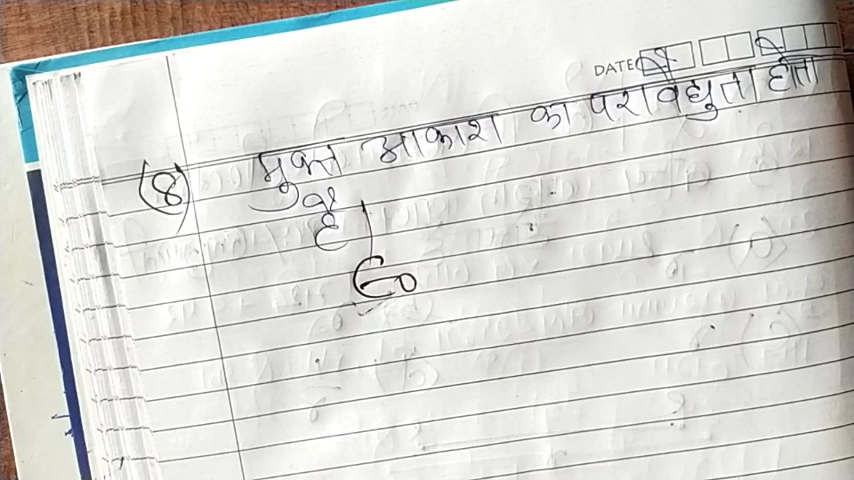 DATE
(8) मुक्त आकाश का परावैद्युता होता
है।
ε₀